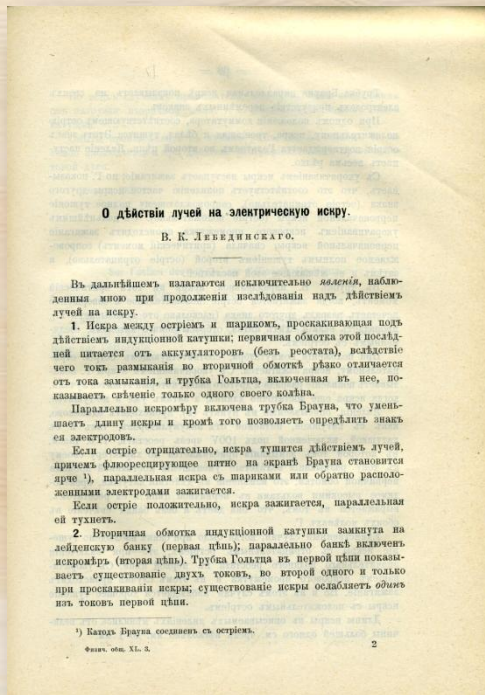 О дѣйствіи лучей на электрическую искру.
В. К. Лебединскаго.
Въ дальнѣйшемъ излагаются исключительно явленія, наблю-
денныя мною при продолженіи изслѣдованія надъ дѣйствіемъ
лучей на искру.
1. Искра между остріемъ и шарикомъ, проскакивающая подъ
дѣйствіемъ индукціонной катушки; первичная обмотка этой послѣд-
ней питается отъ аккумуляторовъ (безъ реостата), вслѣдствіе
чего токъ размыканія во вторичной обмоткѣ рѣзко отличается
отъ тока замыканія, и трубка Гольтца, включенная въ нее, по-
казываетъ свѣченіе только одного своего колѣна.
Параллельно искромѣру включена трубка Брауна, что умень-
шаетъ длину искры и кромѣ того позволяетъ опредѣлить знакъ
ея электродовъ.
Если остріе отрицательно, искра тушится дѣйствіемъ лучей,
причемъ флюоресцирующее пятно на экранѣ Брауна становится
ярче ¹), параллельная искра съ шариками или обратно располо-
женными электродами зажигается.
Если остріе положительно, искра зажигается, параллельная
ей тухнетъ.
2. Вторичная обмотка индукціонной катушки замкнута на
лейденскую банку (первая цѣпь); параллельно банкѣ включенъ
искромѣръ (вторая цѣпь). Трубка Гольтца въ первой цѣпи показы-
ваетъ существованіе двухъ токовъ, во второй одного и только
при проскакиваніи искры; существованіе искры ослабляетъ одинъ
изъ токовъ первой цѣпи.
¹) Катодъ Брауна соединенъ съ остріемъ.
Физич. общ. XL. 3.
2